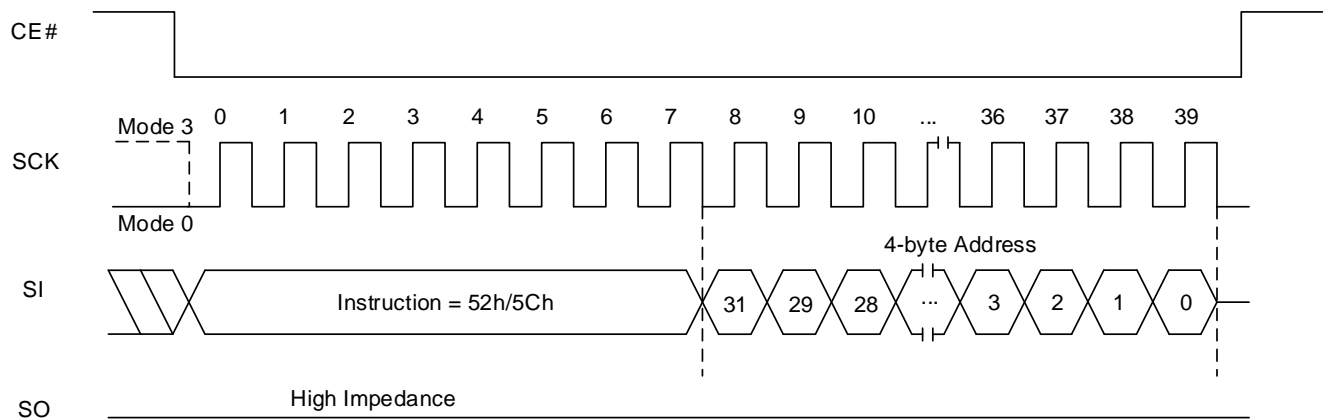 CE#
0 1 2 3 4 5 6 7 8 9 10 ... 36 37 38 39
Mode 3
SCK
Mode 0
4-byte Address
SI
Instruction = 52h/5Ch 31 29 28 ... 3 2 1 0
High Impedance
SO